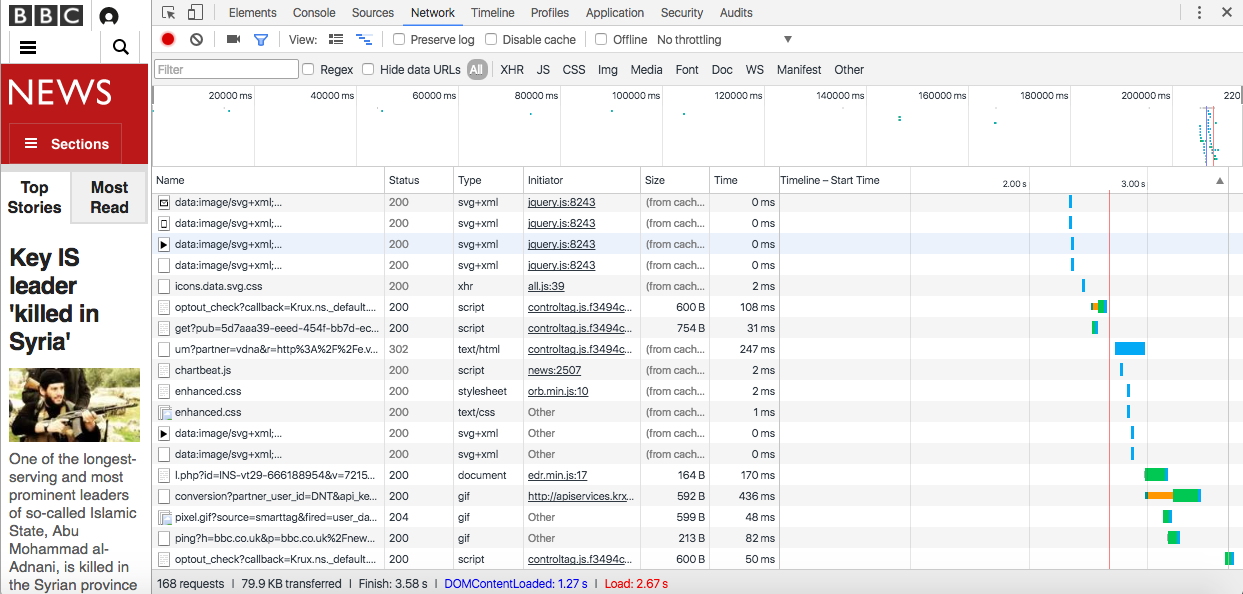 BBC
NEWS
Sections
Top Stories
Most Read
Key IS
leader
'killed in
Syria'
One of the longest-
serving and most
prominent leaders
of so-called Islamic
State, Abu
Mohammad al-
Adnani, is killed in
the Syrian province
Elements Console Sources Network Timeline Profiles Application Security Audits
View: Preserve log Disable cache Offline No throttling
Filter Regex Hide data URLs All XHR JS CSS Img Media Font Doc WS Manifest Other
20000 ms 40000 ms 60000 ms 80000 ms 100000 ms 120000 ms 140000 ms 160000 ms 180000 ms 200000 ms 220
Name Status Type Initiator Size Time Timeline – Start Time 2.00 s 3.00 s
data:image/svg+xml;... 200 svg+xml jquery.js:8243 (from cach... 0 ms
data:image/svg+xml;... 200 svg+xml jquery.js:8243 (from cach... 0 ms
data:image/svg+xml;... 200 svg+xml jquery.js:8243 (from cach... 0 ms
data:image/svg+xml;... 200 svg+xml jquery.js:8243 (from cach... 0 ms
icons.data.svg.css 200 xhr all.js:39 (from cach... 2 ms
optout_check?callback=Krux.ns._default.... 200 script controltag.js.f3494c... 600 B 108 ms
get?pub=5d7aaa39-eeed-454f-bb7d-ec... 200 script controltag.js.f3494c... 754 B 31 ms
um?partner=vdna&r=http%3A%2F%2Fe.v... 302 text/html controltag.js.f3494c... (from cach... 247 ms
chartbeat.js 200 script news:2507 (from cach... 2 ms
enhanced.css 200 stylesheet orb.min.js:10 (from cach... 2 ms
enhanced.css 200 text/css Other (from cach... 1 ms
data:image/svg+xml;... 200 svg+xml Other (from cach... 0 ms
data:image/svg+xml;... 200 svg+xml Other (from cach... 0 ms
l.php?id=INS-vt29-666188954&v=7215... 200 document edr.min.js:17 164 B 170 ms
conversion?partner_user_id=DNT&api_ke... 200 gif http://apiservices.krx... 592 B 436 ms
pixel.gif?source=smarttag&fired=user_da... 204 gif Other 599 B 48 ms
ping?h=bbc.co.uk&p=bbc.co.uk%2Fnew... 200 gif Other 213 B 82 ms
optout_check?callback=Krux.ns._default.... 200 script controltag.js.f3494c... 600 B 50 ms
168 requests | 79.9 KB transferred | Finish: 3.58 s | DOMContentLoaded: 1.27 s | Load: 2.67 s